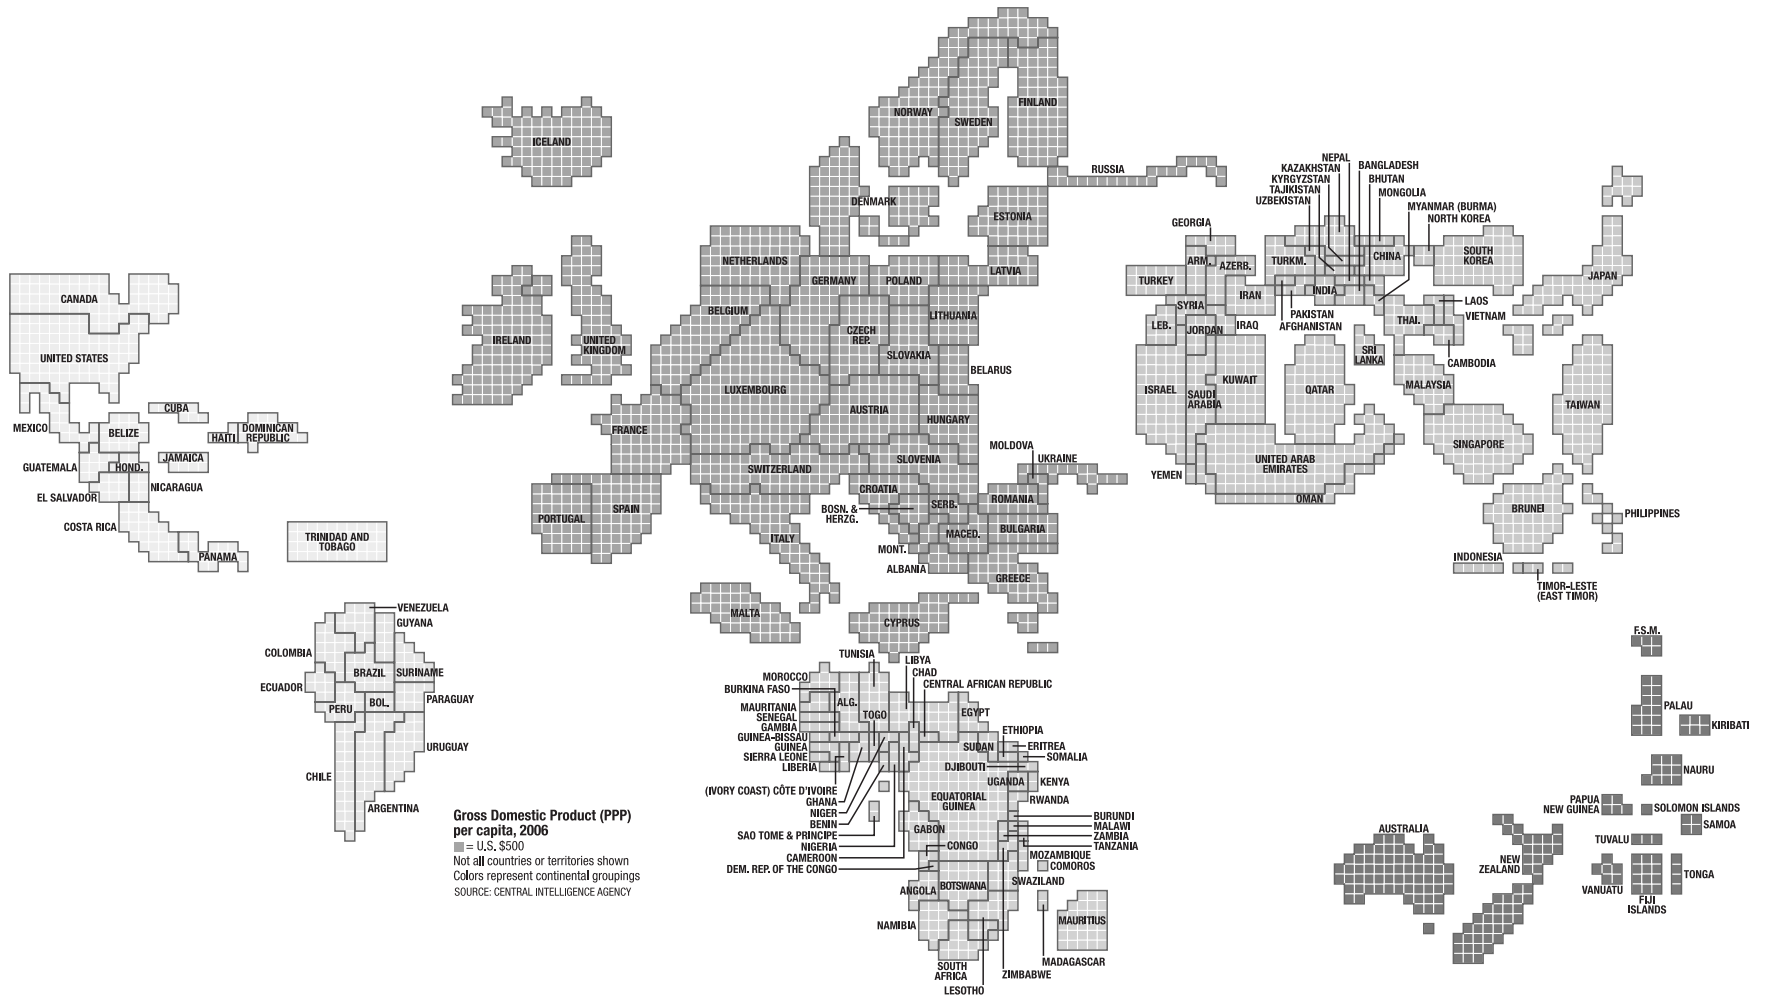 ICELAND
NORWAY
SWEDEN
FINLAND
RUSSIA
DENMARK
ESTONIA
LATVIA
LITHUANIA
NETHERLANDS
GERMANY
POLAND
BELGIUM
CZECH
REP.
SLOVAKIA
BELARUS
IRELAND
UNITED
KINGDOM
LUXEMBOURG
AUSTRIA
HUNGARY
FRANCE
SWITZERLAND
SLOVENIA
MOLDOVA
UKRAINE
CROATIA
BOSN. &
HERZG.
SERB.
ROMANIA
PORTUGAL
SPAIN
ITALY
MACED.
BULGARIA
MONT.
ALBANIA
GREECE
MALTA
CYPRUS
CANADA
UNITED STATES
MEXICO
CUBA
BELIZE
HAITI
DOMINICAN
REPUBLIC
JAMAICA
GUATEMALA
HOND.
NICARAGUA
EL SALVADOR
COSTA RICA
PANAMA
TRINIDAD AND
TOBAGO
VENEZUELA
GUYANA
COLOMBIA
BRAZIL
SURINAME
ECUADOR
PERU
BOL.
PARAGUAY
URUGUAY
CHILE
ARGENTINA
Gross Domestic Product (PPP)
per capita, 2006
= U.S. $500
Not all countries or territories shown
Colors represent continental groupings
SOURCE: CENTRAL INTELLIGENCE AGENCY
TUNISIA
LIBYA
CHAD
CENTRAL AFRICAN REPUBLIC
MOROCCO
BURKINA FASO
ALG.
MAURITANIA
SENEGAL
GAMBIA
GUINEA-BISSAU
GUINEA
SIERRA LEONE
LIBERIA
TOGO
EGYPT
ETHIOPIA
SUDAN
ERITREA
SOMALIA
DJIBOUTI
UGANDA
KENYA
RWANDA
(IVORY COAST) CÔTE D'IVOIRE
GHANA
NIGER
BENIN
SAO TOME & PRINCIPE
NIGERIA
CAMEROON
DEM. REP. OF THE CONGO
EQUATORIAL
GUINEA
GABON
CONGO
BURUNDI
MALAWI
ZAMBIA
TANZANIA
MOZAMBIQUE
COMOROS
SWAZILAND
ANGOLA
BOTSWANA
NAMIBIA
MAURITIUS
MADAGASCAR
SOUTH
AFRICA
ZIMBABWE
LESOTHO
NEPAL
KAZAKHSTAN
BANGLADESH
KYRGYZSTAN
BHUTAN
TAJIKISTAN
MONGOLIA
UZBEKISTAN
MYANMAR (BURMA)
NORTH KOREA
GEORGIA
ARM.
AZERB.
TURKM.
CHINA
SOUTH
KOREA
TURKEY
IRAN
INDIA
JAPAN
SYRIA
LEB.
JORDAN
IRAQ
PAKISTAN
AFGHANISTAN
THAI.
LAOS
VIETNAM
CAMBODIA
SRI
LANKA
ISRAEL
SAUDI
ARABIA
KUWAIT
QATAR
MALAYSIA
TAIWAN
SINGAPORE
UNITED ARAB
EMIRATES
YEMEN
OMAN
BRUNEI
PHILIPPINES
INDONESIA
TIMOR-LESTE
(EAST TIMOR)
F.S.M.
PALAU
KIRIBATI
NAURU
PAPUA
NEW GUINEA
SOLOMON ISLANDS
SAMOA
AUSTRALIA
TUVALU
NEW
ZEALAND
VANUATU
FIJI
ISLANDS
TONGA